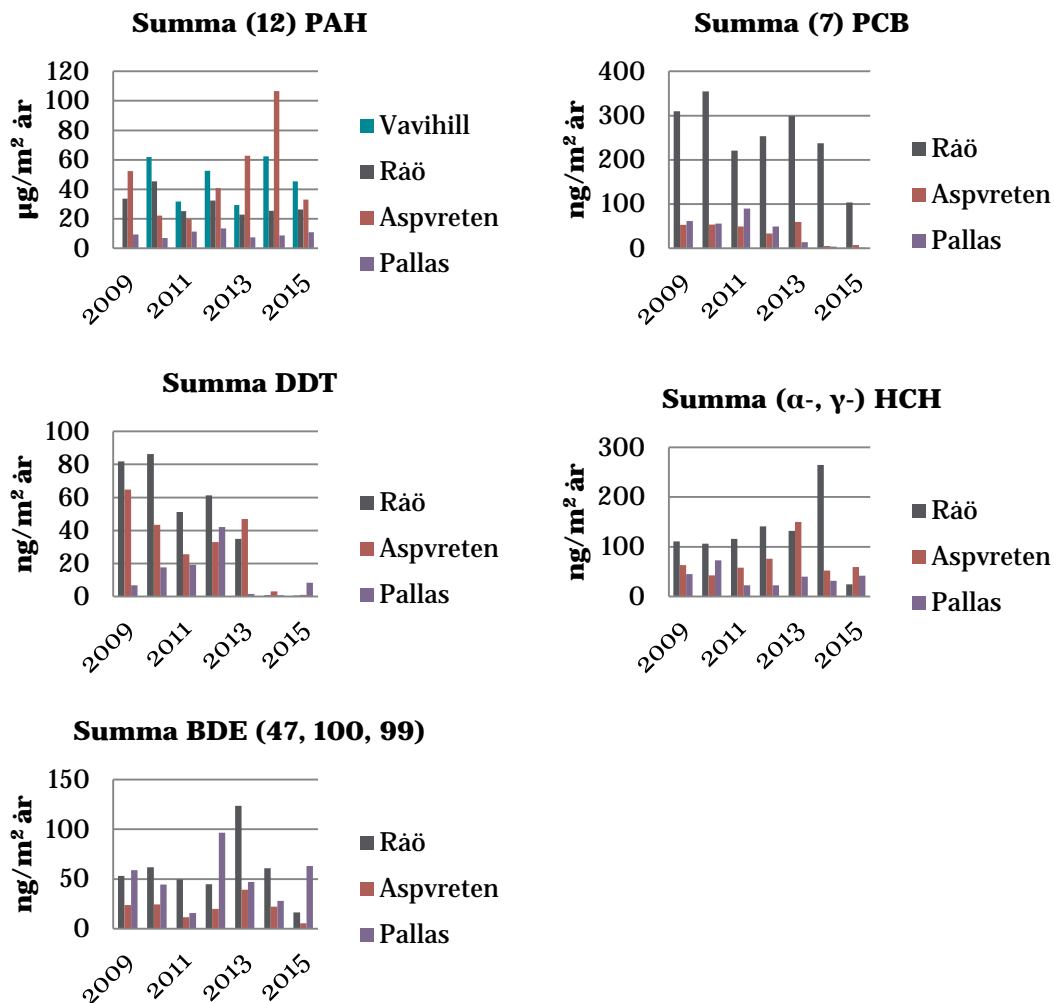 Summa (12) PAH
µg/m² år
120
100
80
60
40
20
0
2009
2011
2013
2015
Vavihill
Råö
Aspvreten
Pallas
Summa (7) PCB
ng/m² år
400
300
200
100
0
2009
2011
2013
2015
Råö
Aspvreten
Pallas
Summa DDT
ng/m² år
100
80
60
40
20
0
2009
2011
2013
2015
Råö
Aspvreten
Pallas
Summa (α-, γ-) HCH
ng/m² år
300
200
100
0
2009
2011
2013
2015
Råö
Aspvreten
Pallas
Summa BDE (47, 100, 99)
ng/m² år
150
100
50
0
2009
2011
2013
2015
Råö
Aspvreten
Pallas